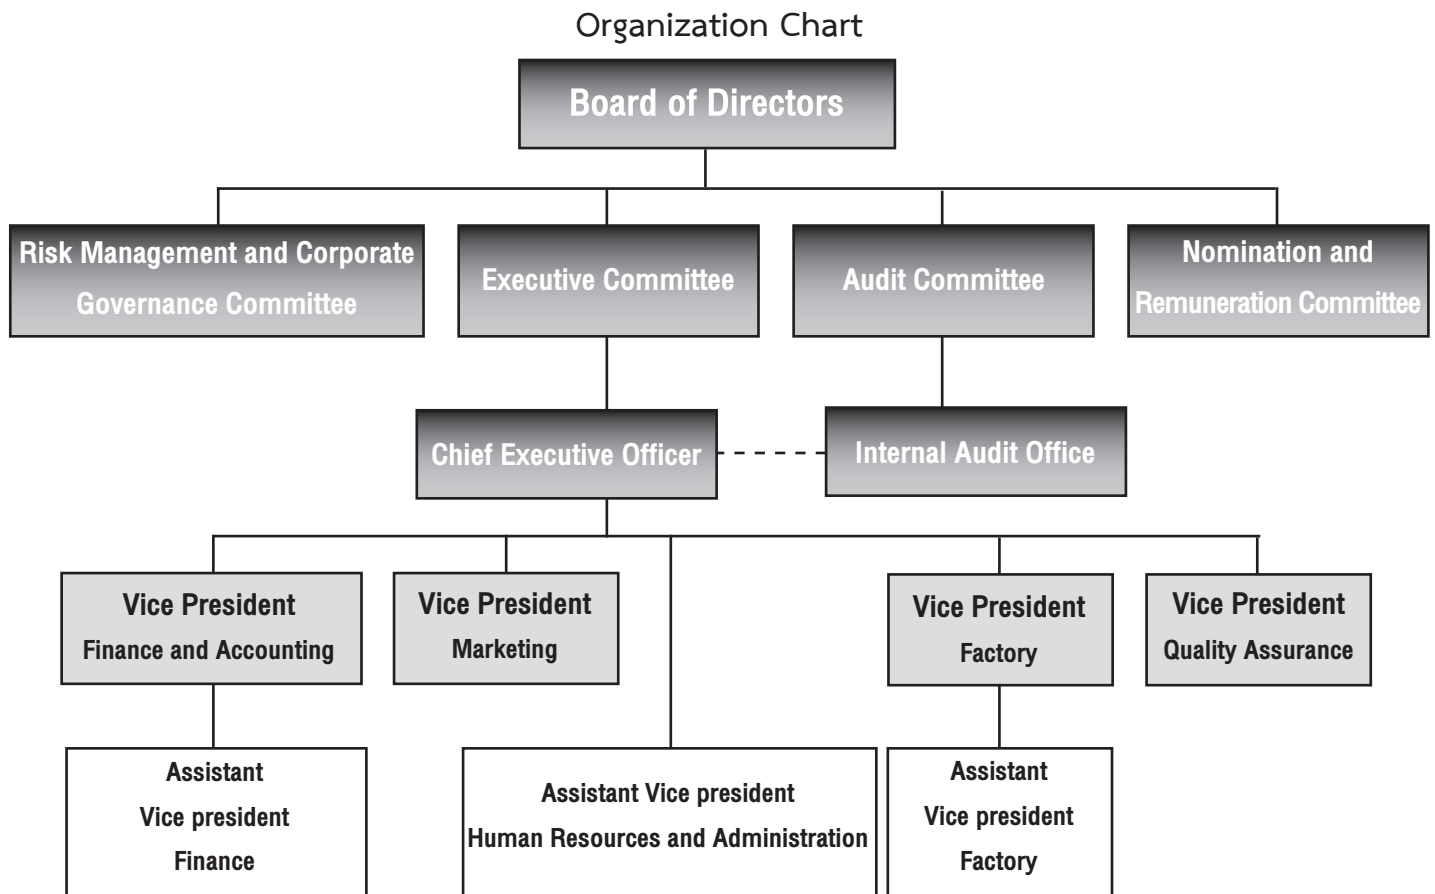 Organization Chart
Board of Directors
Risk Management and Corporate
Governance Committee
Executive Committee
Audit Committee
Nomination and
Remuneration Committee
Chief Executive Officer
Internal Audit Office
Vice President
Finance and Accounting
Vice President
Marketing
Vice President
Factory
Vice President
Quality Assurance
Assistant
Vice president
Finance
Assistant Vice president
Human Resources and Administration
Assistant
Vice president
Factory